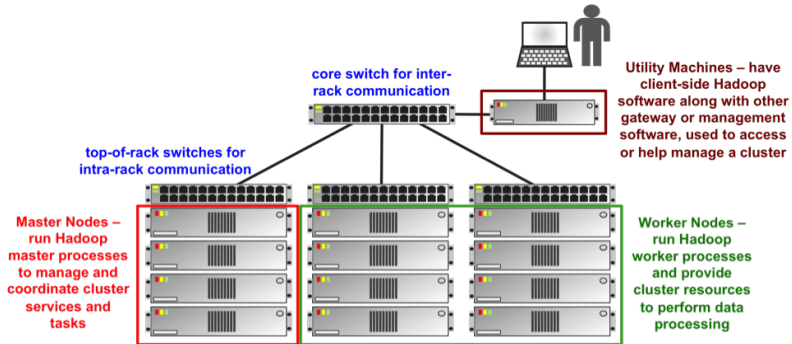 core switch for inter-
rack communication
Utility Machines – have
client-side Hadoop
software along with other
gateway or management
software, used to access
or help manage a cluster
top-of-rack switches for
intra-rack communication
Master Nodes –
run Hadoop
master processes
to manage and
coordinate cluster
services and
tasks
Worker Nodes –
run Hadoop
worker processes
and provide
cluster resources
to perform data
processing